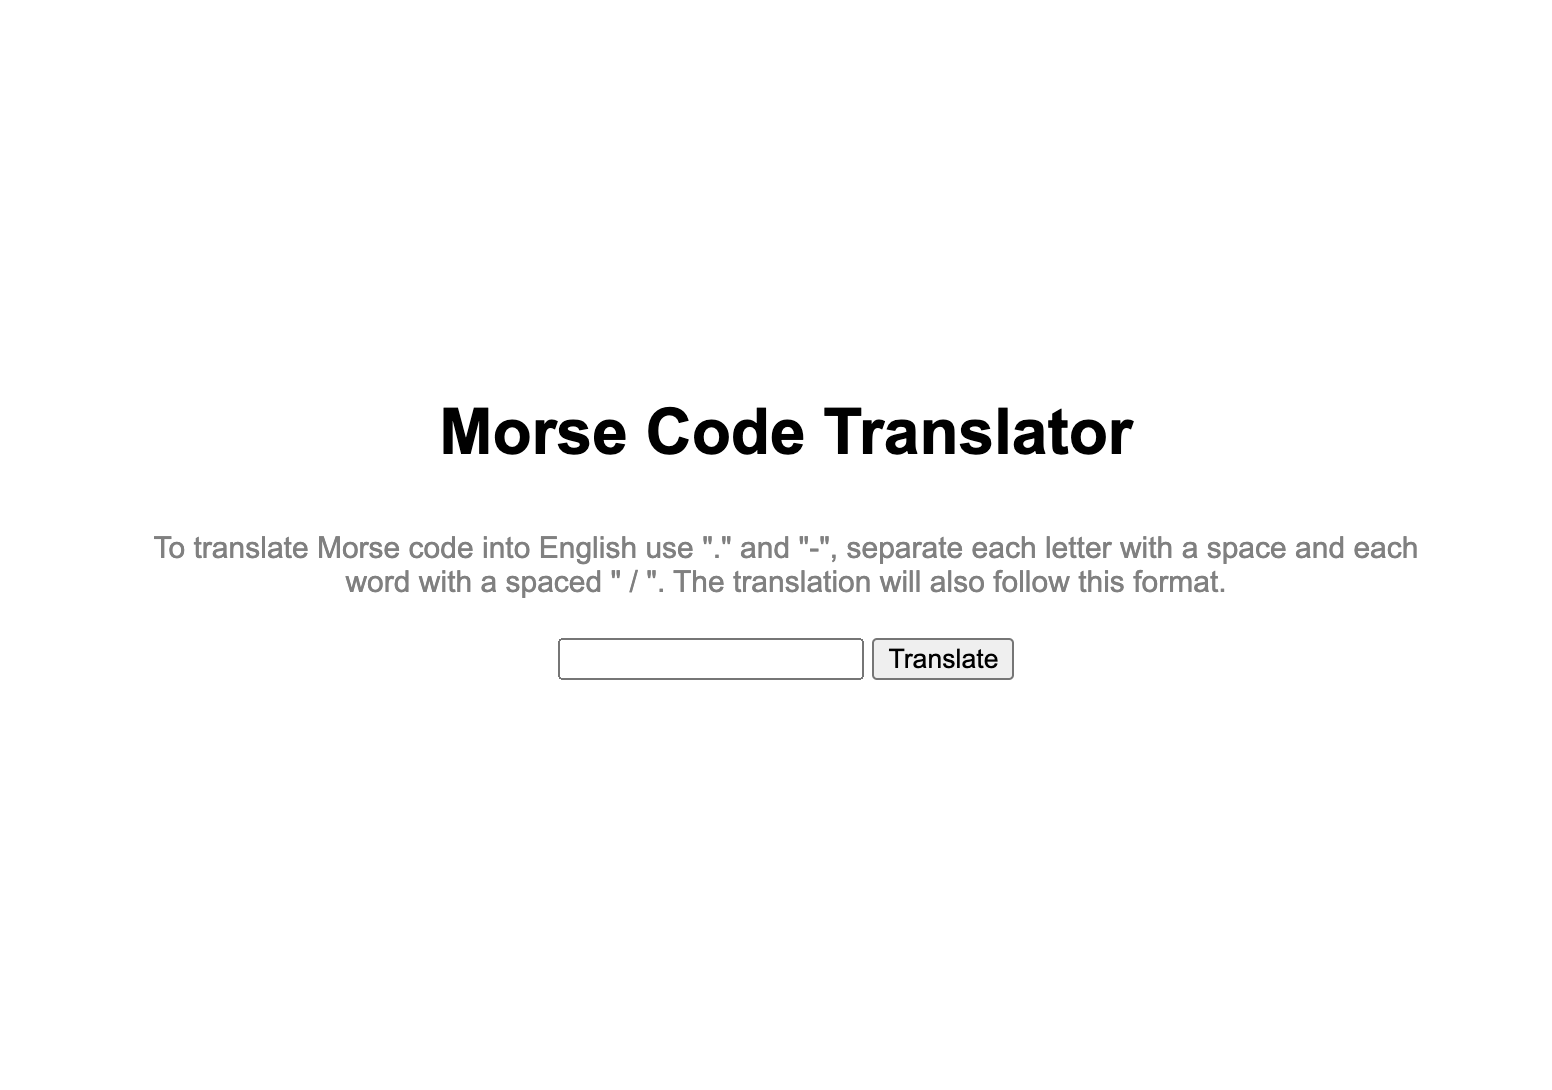 Morse Code Translator
To translate Morse code into English use "." and "-", separate each letter with a space and each
word with a spaced " / ". The translation will also follow this format.
Translate